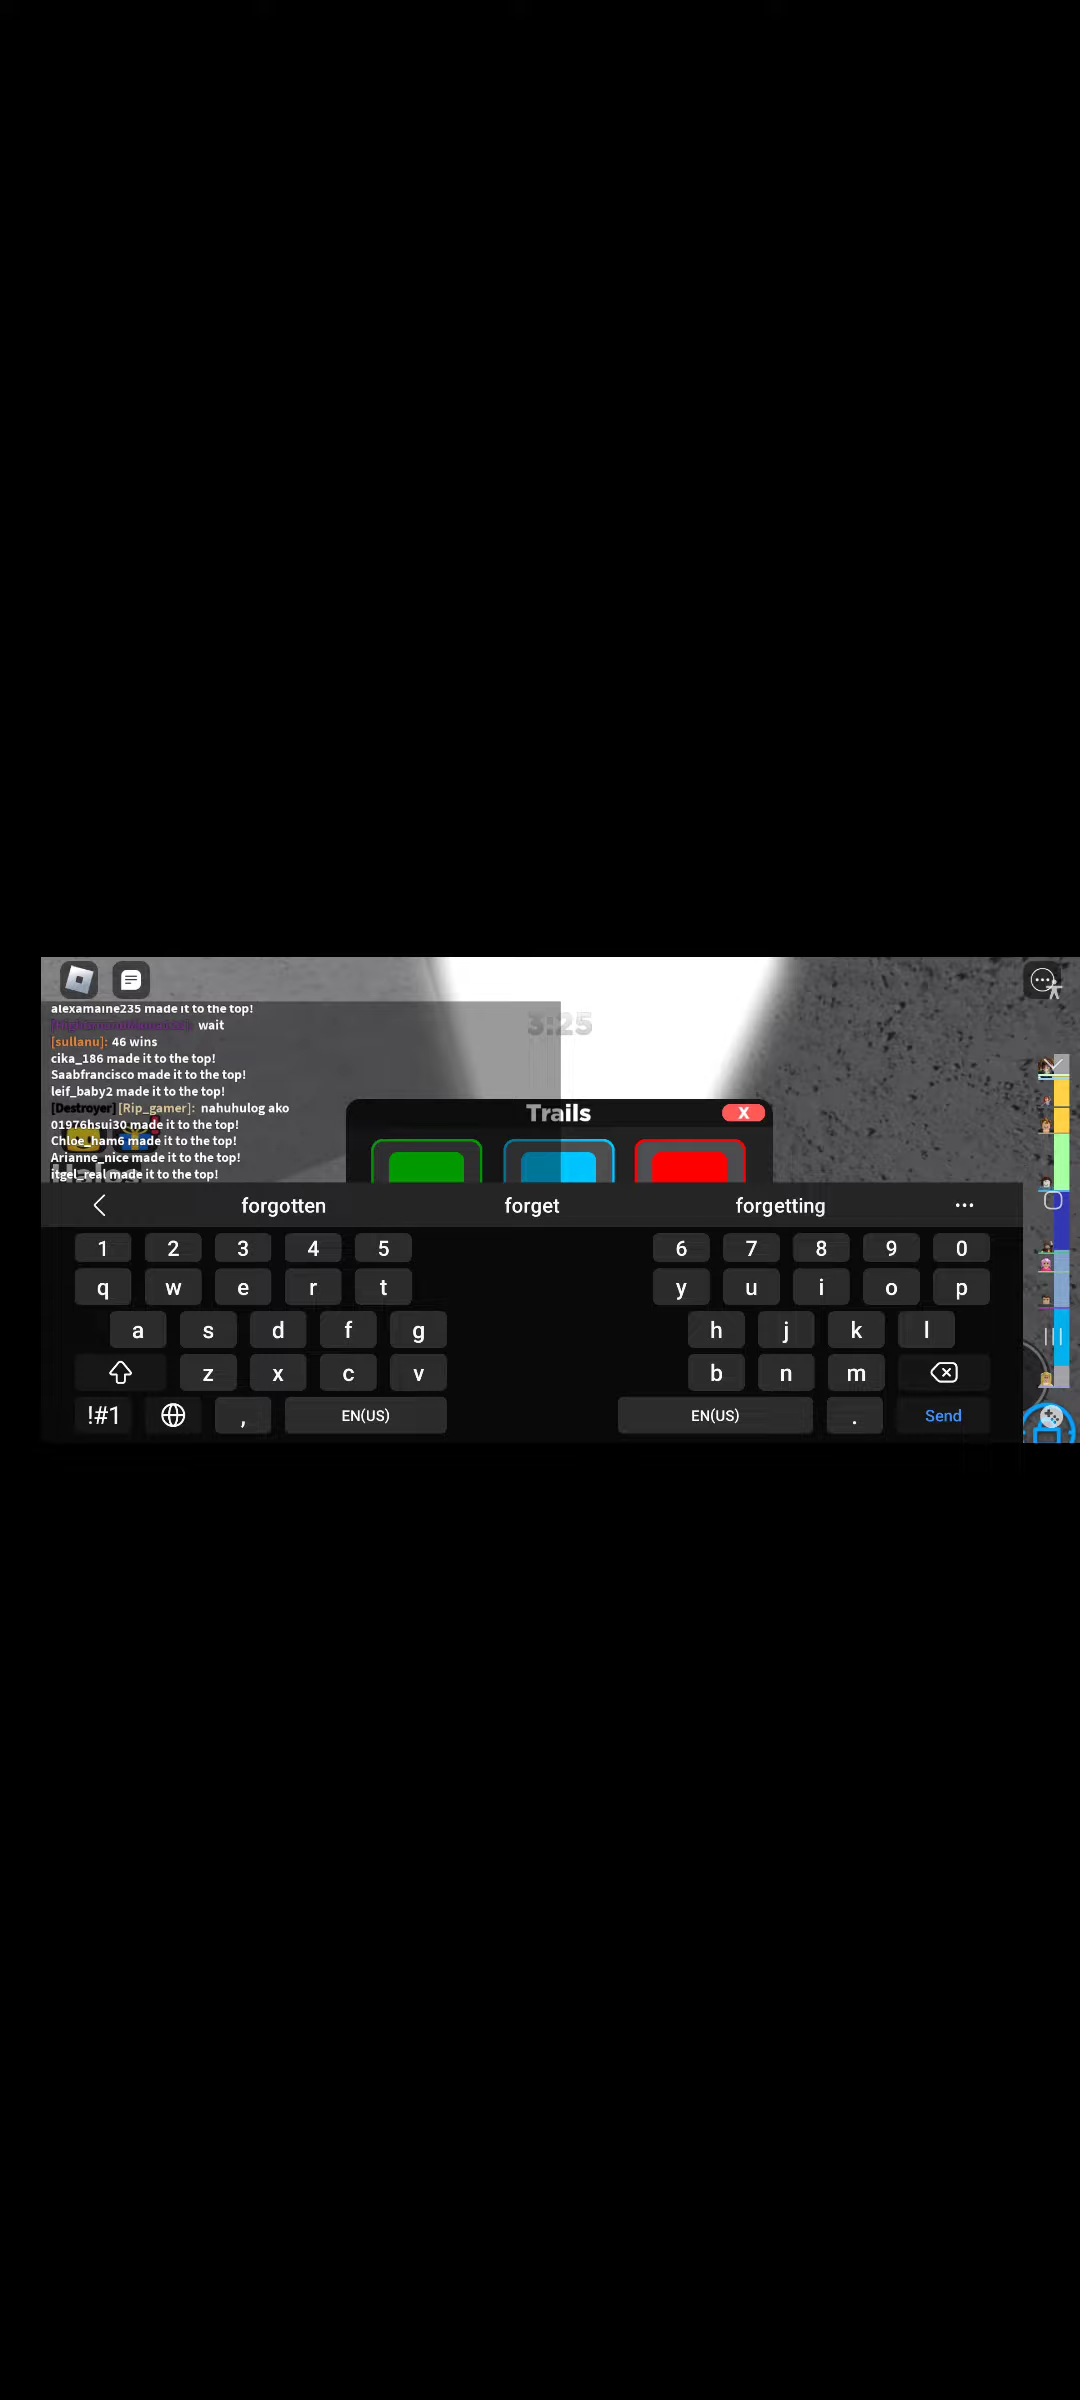 3:25
alexamaine235 made it to the top!
wait
[sullanu]: 46 wins
cika_186 made it to the top!
Saabfrancisco made it to the top!
leif_baby2 made it to the top!
[Destroyer] [Rip_gamer]: nahuhulog ako
01976hsui30 made it to the top!
Chloe_ham6 made it to the top!
Arianne_nice made it to the top!
itgel_real made it to the top!
Trails X
forgotten forget forgetting
1 2 3 4 5 6 7 8 9 0
q w e r t y u i o p
a s d f g h j k l
z x c v b n m
!#1 , EN(US) EN(US) . Send